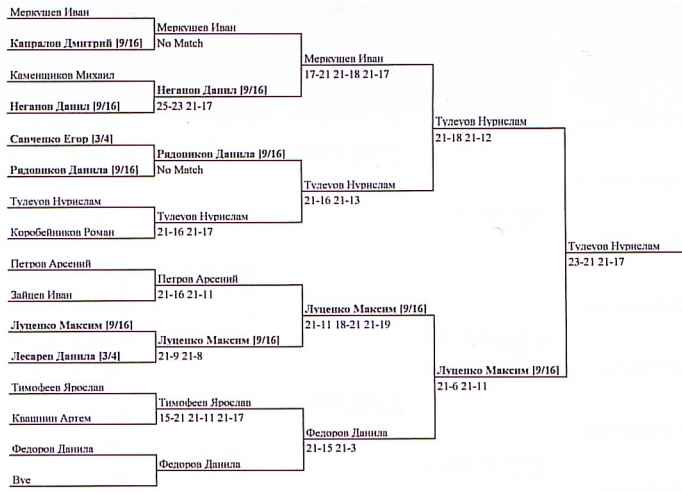 Меркушев Иван
Капралов Дмитрий [9/16]
Каменщиков Михаил
Неганов Данил [9/16]
Савченко Егор [3/4]
Рядовиков Данила [9/16]
Тулеуов Нурислам
Коробейников Роман
Петров Арсений
Зайцев Иван
Луценко Максим [9/16]
Лесарев Данила [3/4]
Тимофеев Ярослав
Квашнин Артем
Федоров Данила
Bye
Меркушев Иван
No Match
Неганов Данил [9/16]
25-23 21-17
Рядовиков Данила [9/16]
No Match
Тулеуов Нурислам
21-16 21-17
Петров Арсений
21-16 21-11
Луценко Максим [9/16]
21-9 21-8
Тимофеев Ярослав
15-21 21-11 21-17
Федоров Данила
Меркушев Иван
17-21 21-18 21-17
21-16 21-13
Луценко Максим [9/16]
21-11 18-21 21-19
Федоров Данила
21-15 21-3
Тулеуов Нурислам
21-18 21-12
Луценко Максим [9/16]
21-6 21-11
Тулеуов Нурислам
23-21 21-17